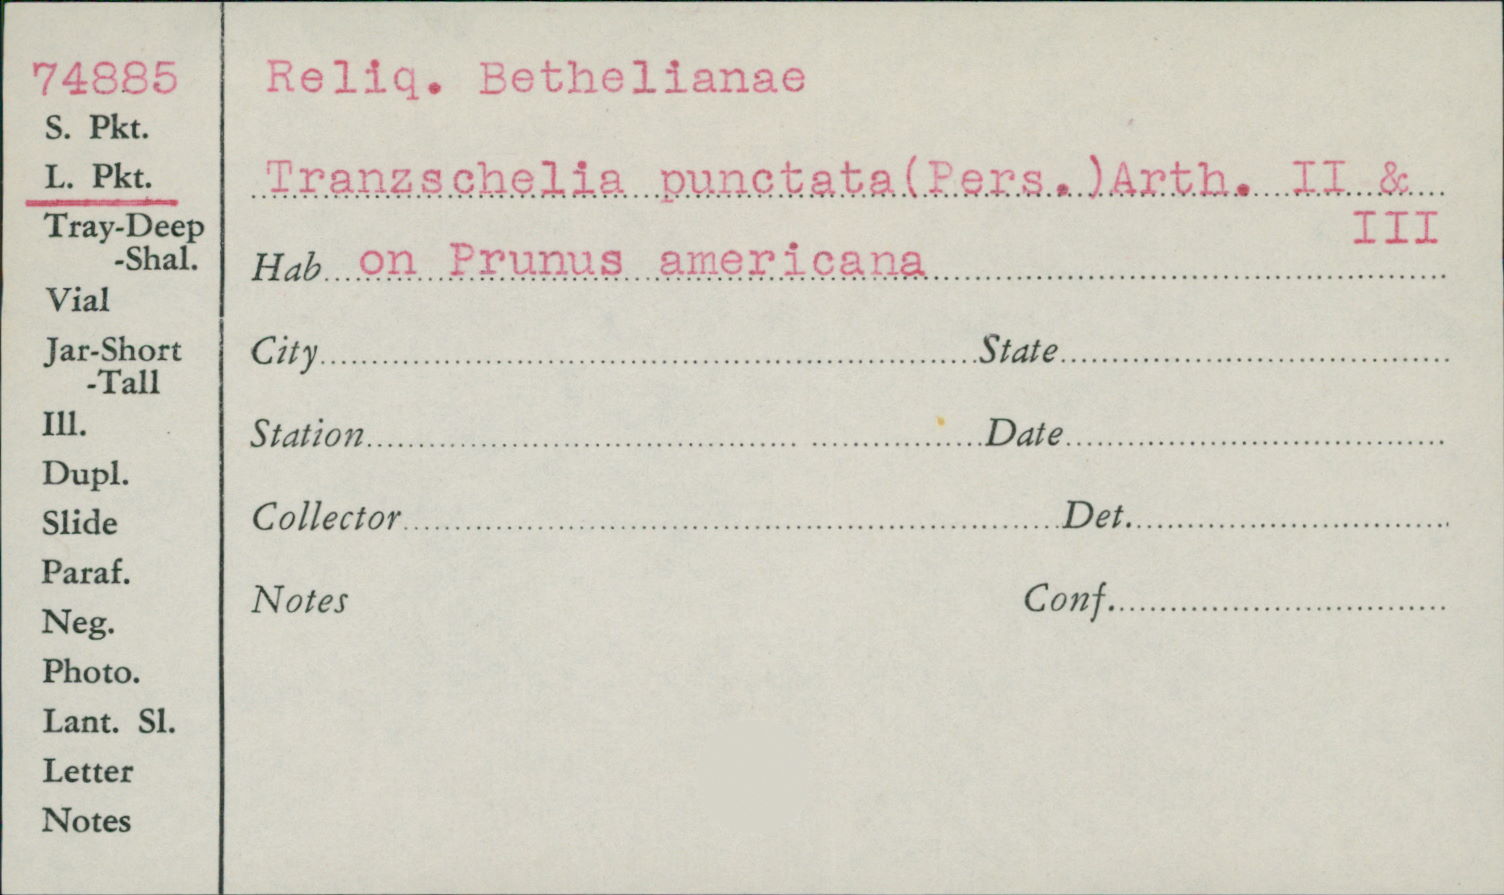 74885
S. Pkt.
L. Pkt.
Tray-Deep
-Shal.
Vial
Jar-Short
-Tall
Ill.
Dupl.
Slide
Paraf.
Neg.
Photo.
Lant. Sl.
Letter
Notes
Reliq. Bethelianae
Tranzschelia punctata(Pers.)Arth. II &
III
Hab on Prunus americana
City State
Station Date
Collector Det.
Notes Conf.